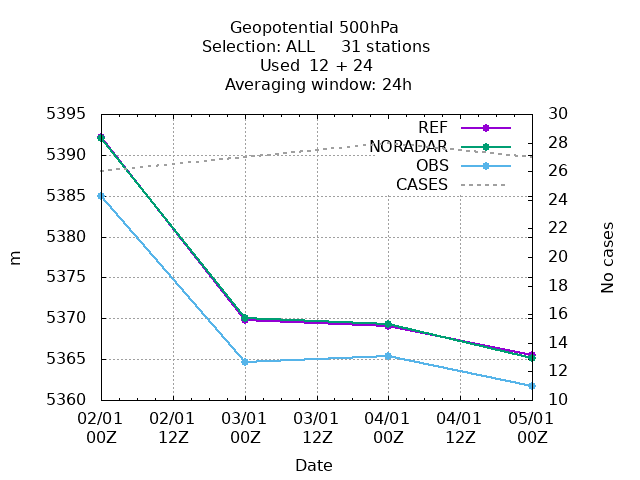 Geopotential 500hPa
Selection: ALL 31 stations
Used 12 + 24
Averaging window: 24h
5395
5390
5385
5380
5375
5370
5365
5360
m
30
28
26
24
22
20
18
16
14
12
10
No cases
REF
NORADAR
OBS
CASES
02/01 02/01 03/01 03/01 04/01 04/01 05/01
00Z 12Z 00Z 12Z 00Z 12Z 00Z
Date